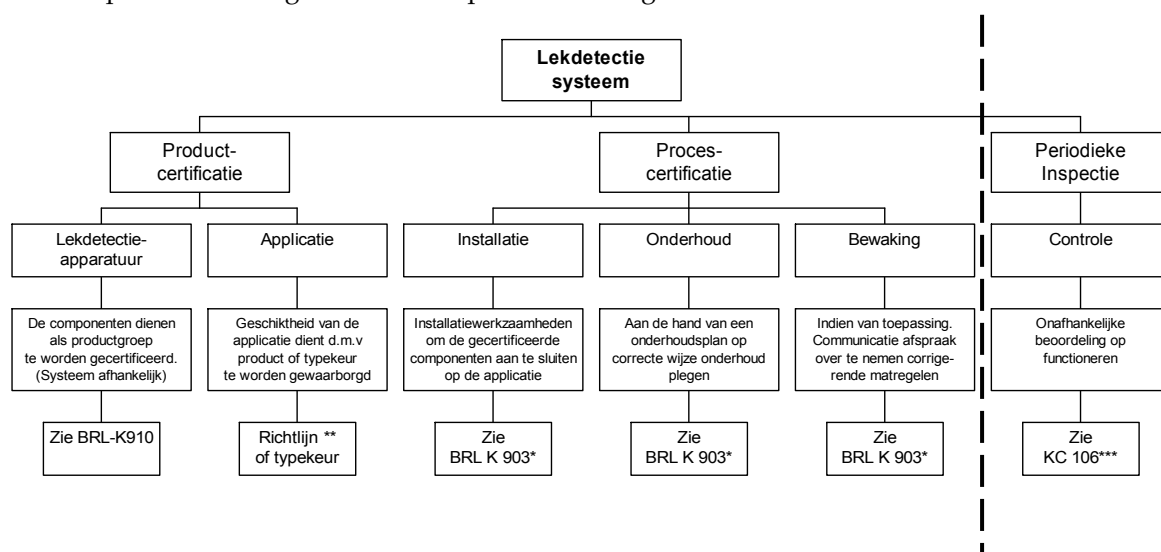 Lekdetectie
systeem
Product-
certificatie
Proces-
certificatie
Periodieke
Inspectie
Lekdetectie-
apparatuur
Applicatie
Installatie
Onderhoud
Bewaking
Controle
De componenten dienen
als productgroep
te worden gecertificeerd.
(Systeem afhankelijk)
Geschiktheid van de
applicatie dient d.m.v
product of typekeur
te worden gewaarborgd
Installatiewerkzaamheden
om de gecertificeerde
componenten aan te sluiten
op de applicatie
Aan de hand van een
onderhoudsplan op
correcte wijze onderhoud
plegen
Indien van toepassing.
Communicatie afspraak
over te nemen corrige-
rende matregelen
Onafhankelijke
beoordeling op
functioneren
Zie BRL-K910
Richtlijn **
of typekeur
Zie
BRL K 903*
Zie
BRL K 903*
Zie
BRL K 903*
Zie
KC 106***